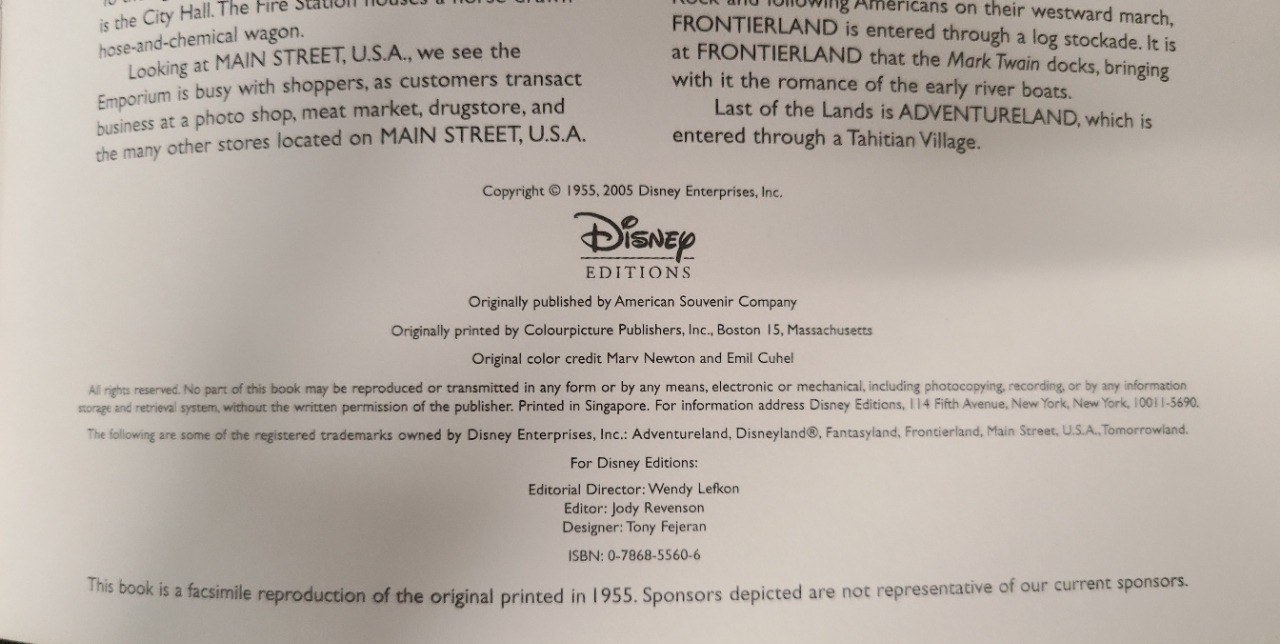 is the City Hall. The Fire Station houses a
hose-and-chemical wagon.
Looking at MAIN STREET, U.S.A., we see the
Emporium is busy with shoppers, as customers transact
business at a photo shop, meat market, drugstore, and
the many other stores located on MAIN STREET, U.S.A.
and following Americans on their westward march,
FRONTIERLAND is entered through a log stockade. It is
at FRONTIERLAND that the Mark Twain docks, bringing
with it the romance of the early river boats.
Last of the Lands is ADVENTURELAND, which is
entered through a Tahitian Village.
Copyright © 1955, 2005 Disney Enterprises, Inc.
Disney
EDITIONS
Originally published by American Souvenir Company
Originally printed by Colourpicture Publishers, Inc., Boston 15, Massachusetts
Original color credit Marv Newton and Emil Cuhel
All rights reserved. No part of this book may be reproduced or transmitted in any form or by any means, electronic or mechanical, including photocopying, recording, or by any information
storage and retrieval system, without the written permission of the publisher. Printed in Singapore. For information address Disney Editions, 114 Fifth Avenue, New York, New York, 10011-5690.
The following are some of the registered trademarks owned by Disney Enterprises, Inc.: Adventureland, Disneyland®, Fantasyland, Frontierland, Main Street, U.S.A., Tomorrowland.
For Disney Editions:
Editorial Director: Wendy Lefkon
Editor: Jody Revenson
Designer: Tony Fejeran
ISBN: 0-7868-5560-6
This book is a facsimile reproduction of the original printed in 1955. Sponsors depicted are not representative of our current sponsors.